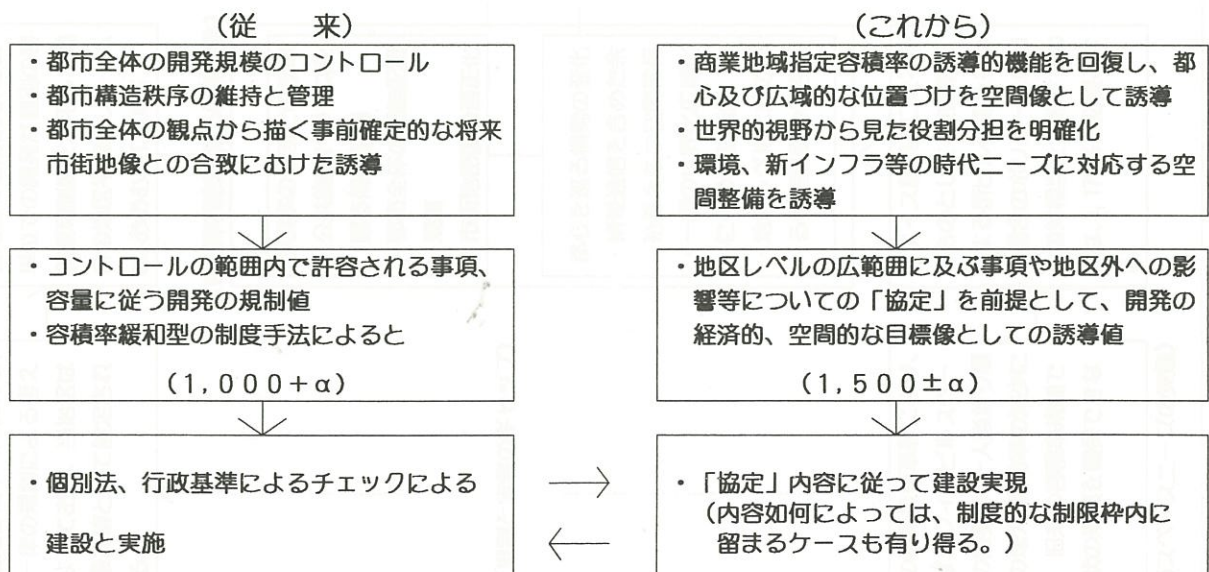 （従　来）
・都市全体の開発規模のコントロール
・都市構造秩序の維持と管理
・都市全体の観点から描く事前確定的な将来
市街地像との合致にむけた誘導
・コントロールの範囲内で許容される事項、
容量に従う開発の規制値
・容積率緩和型の制度手法によると
（１，０００＋α）
・個別法、行政基準によるチェックによる
建設と実施
（これから）
・商業地域指定容積率の誘導的機能を回復し、都
心及び広域的な位置づけを空間像として誘導
・世界的視野から見た役割分担を明確化
・環境、新インフラ等の時代ニーズに対応する空
間整備を誘導
・地区レベルの広範囲に及ぶ事項や地区外への影
響等についての「協定」を前提として、開発の
経済的、空間的な目標像としての誘導値
（１，５００±α）
・「協定」内容に従って建設実現
（内容如何によっては、制度的な制限枠内に
留まるケースも有り得る。）